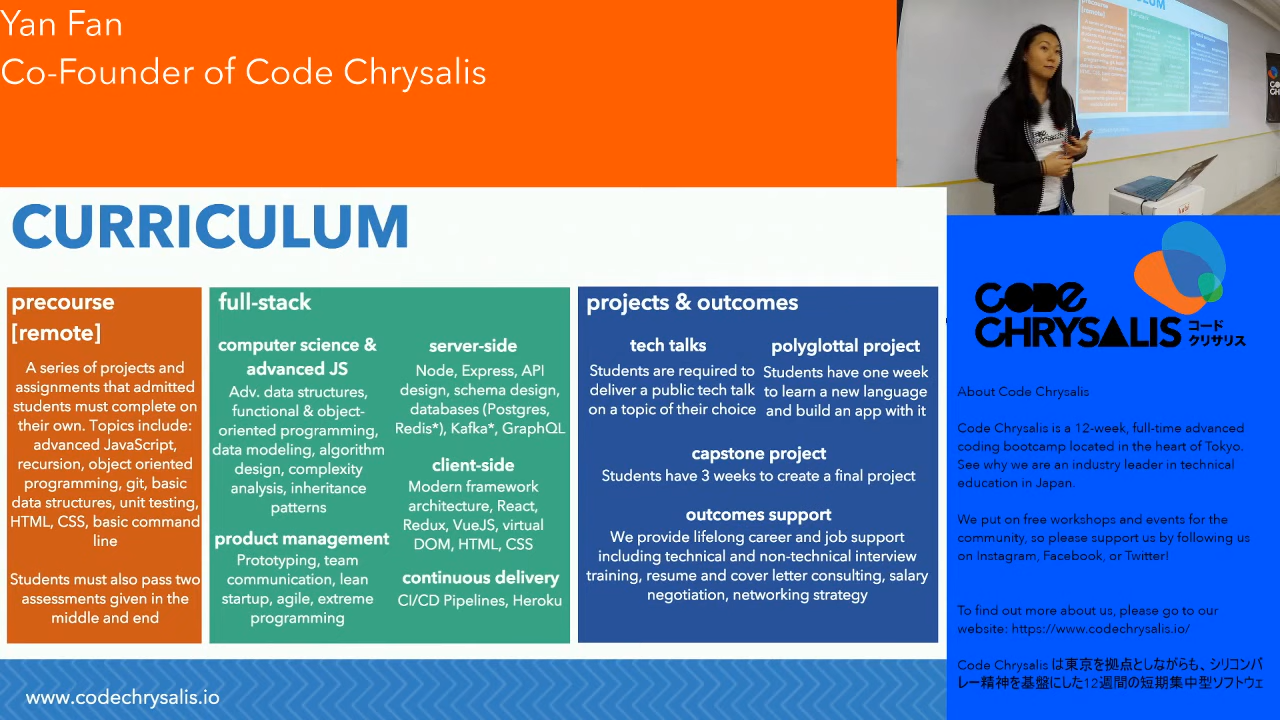 Yan Fan
Co-Founder of Code Chrysalis
CURRICULUM
precourse
[remote]
A series of projects and
assignments that admitted
students must complete on
their own. Topics include:
advanced JavaScript,
recursion, object oriented
programming, git, basic
data structures, unit testing,
HTML, CSS, basic command
line
Students must also pass two
assessments given in the
middle and end
full-stack
computer science &
advanced JS
Adv. data structures,
functional & object-
oriented programming,
data modeling, algorithm
design, complexity
analysis, inheritance
patterns
product management
Prototyping, team
communication, lean
startup, agile, extreme
programming
server-side
Node, Express, API
design, schema design,
databases (Postgres,
Redis*), Kafka*, GraphQL
client-side
Modern framework
architecture, React,
Redux, VueJS, virtual
DOM, HTML, CSS
continuous delivery
CI/CD Pipelines, Heroku
projects & outcomes
tech talks
Students are required to
deliver a public tech talk
on a topic of their choice
polyglottal project
Students have one week
to learn a new language
and build an app with it
capstone project
Students have 3 weeks to create a final project
outcomes support
We provide lifelong career and job support
including technical and non-technical interview
training, resume and cover letter consulting, salary
negotiation, networking strategy
www.codechrysalis.io
CODE
CHRYSALIS
コード
クリサリス
About Code Chrysalis
Code Chrysalis is a 12-week, full-time advanced
coding bootcamp located in the heart of Tokyo.
See why we are an industry leader in technical
education in Japan.
We put on free workshops and events for the
community, so please support us by following us
on Instagram, Facebook, or Twitter!
To find out more about us, please go to our
website: https://www.codechrysalis.io/
Code Chrysalis は東京を拠点としながらも、シリコンバ
レー精神を基盤にした12週間の短期集中型ソフトウェ